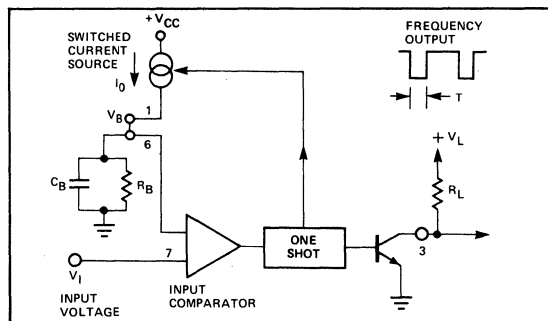 + VCC
SWITCHED
CURRENT
SOURCE
IO
FREQUENCY
OUTPUT
T
VB
1
6
CB
RB
+ VL
RL
7
ONE
SHOT
3
VI
INPUT
VOLTAGE
INPUT
COMPARATOR